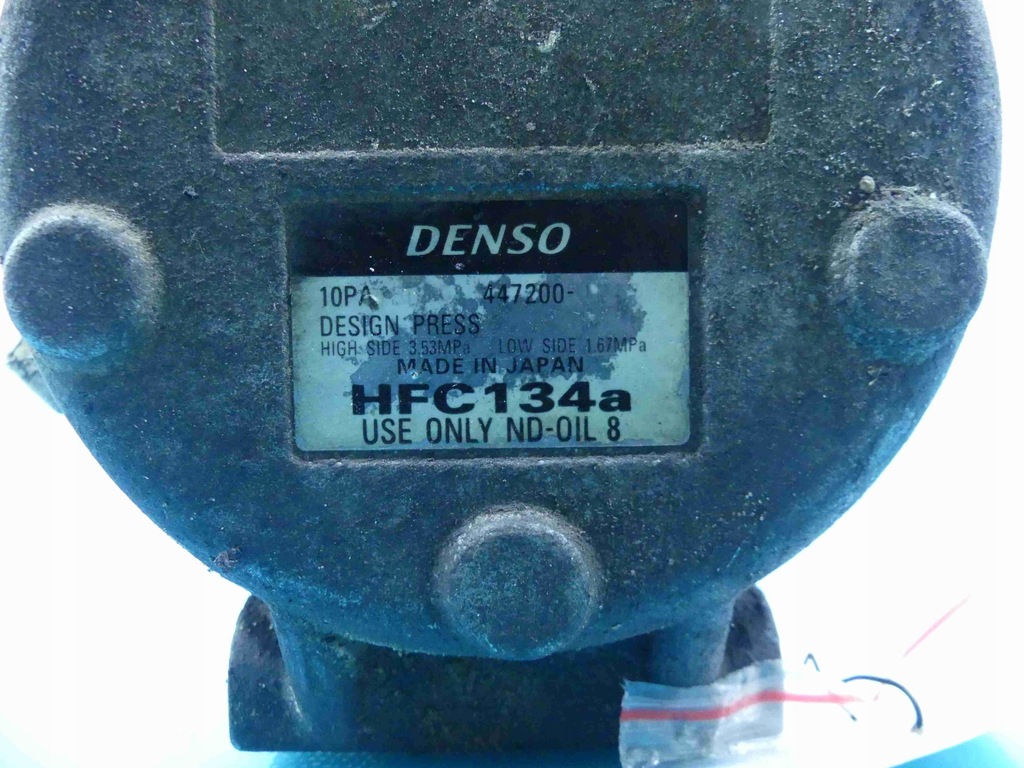 DENSO
10PA 447200-
DESIGN PRESS
HIGH SIDE 3.53MPa LOW SIDE 1.67MPa
MADE IN JAPAN
HFC134a
USE ONLY ND-OIL 8